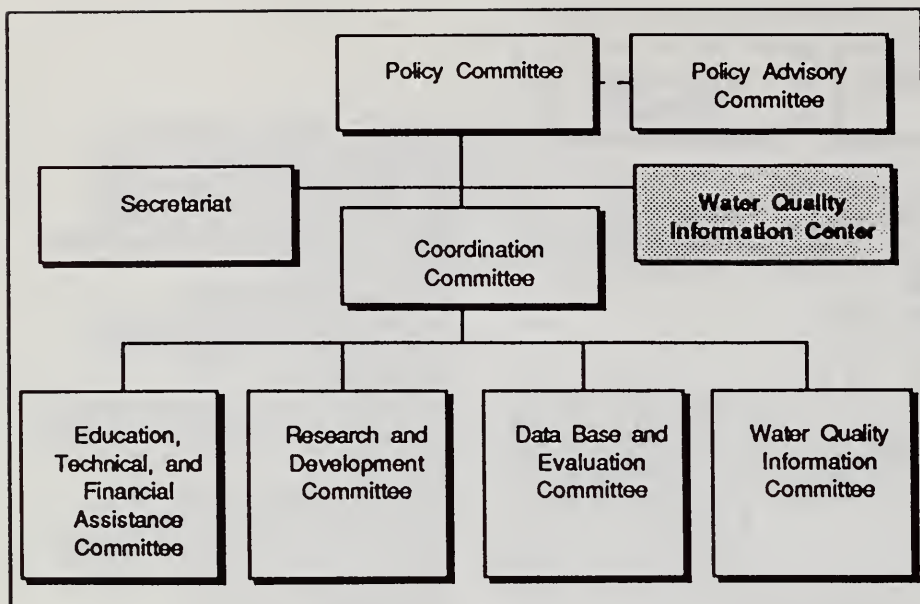 Policy Committee
Policy Advisory
Committee
Secretariat
Water Quality
Information Center
Coordination
Committee
Education,
Technical, and
Financial
Assistance
Committee
Research and
Development
Committee
Data Base and
Evaluation
Committee
Water Quality
Information
Committee